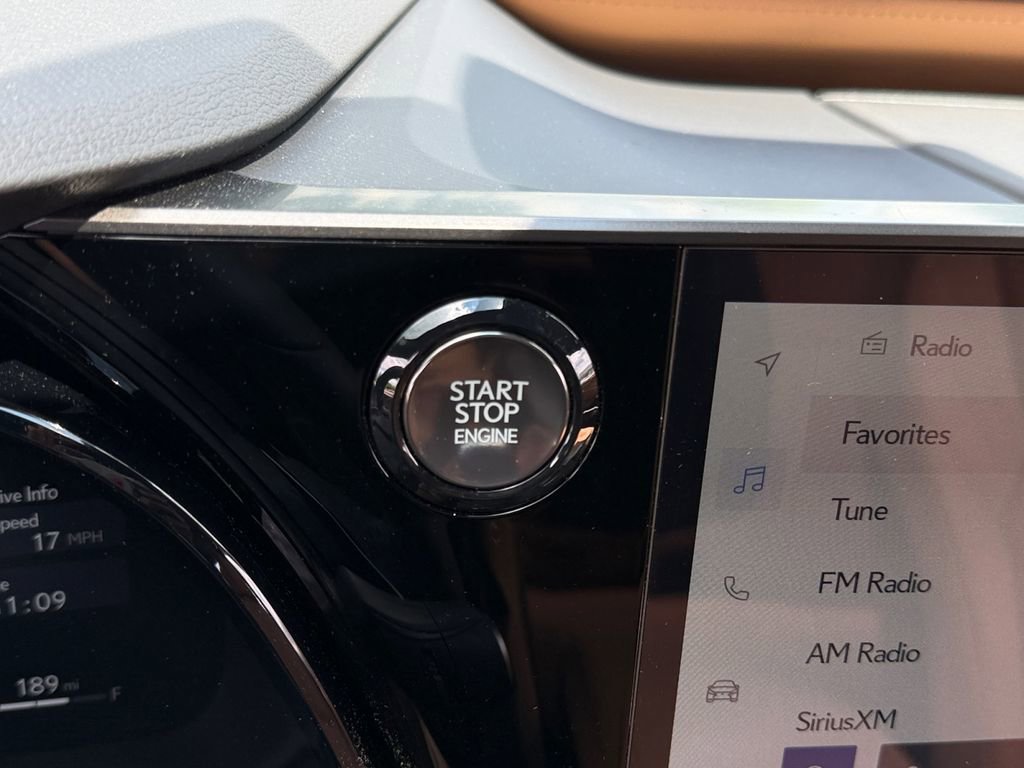 START
STOP
ENGINE
Radio
Favorites
Tune
FM Radio
AM Radio
SiriusXM
ive Info
peed
17 MPH
e
1:09
189 mi
F